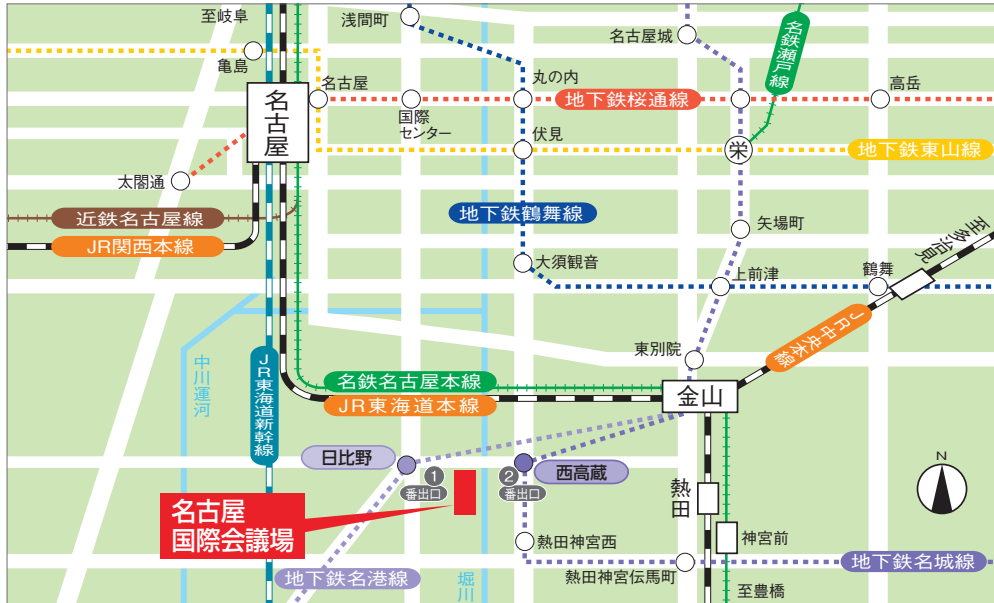 至岐阜
浅間町
名古屋城
名鉄瀬戸線
亀島
名古屋
名古屋
国際
センター
丸の内
地下鉄桜通線
高岳
伏見
栄
地下鉄東山線
太閤通
近鉄名古屋線
JR関西本線
地下鉄鶴舞線
矢場町
至多治見
大須観音
上前津
鶴舞
JR中央本線
中川運河
JR東海道新幹線
東別院
名鉄名古屋本線
JR東海道本線
金山
日比野
1
番出口
2
番出口
西高蔵
N
熱田
名古屋
国際会議場
熱田神宮西
神宮前
地下鉄名港線
堀川
熱田神宮伝馬町
地下鉄名城線
至豊橋